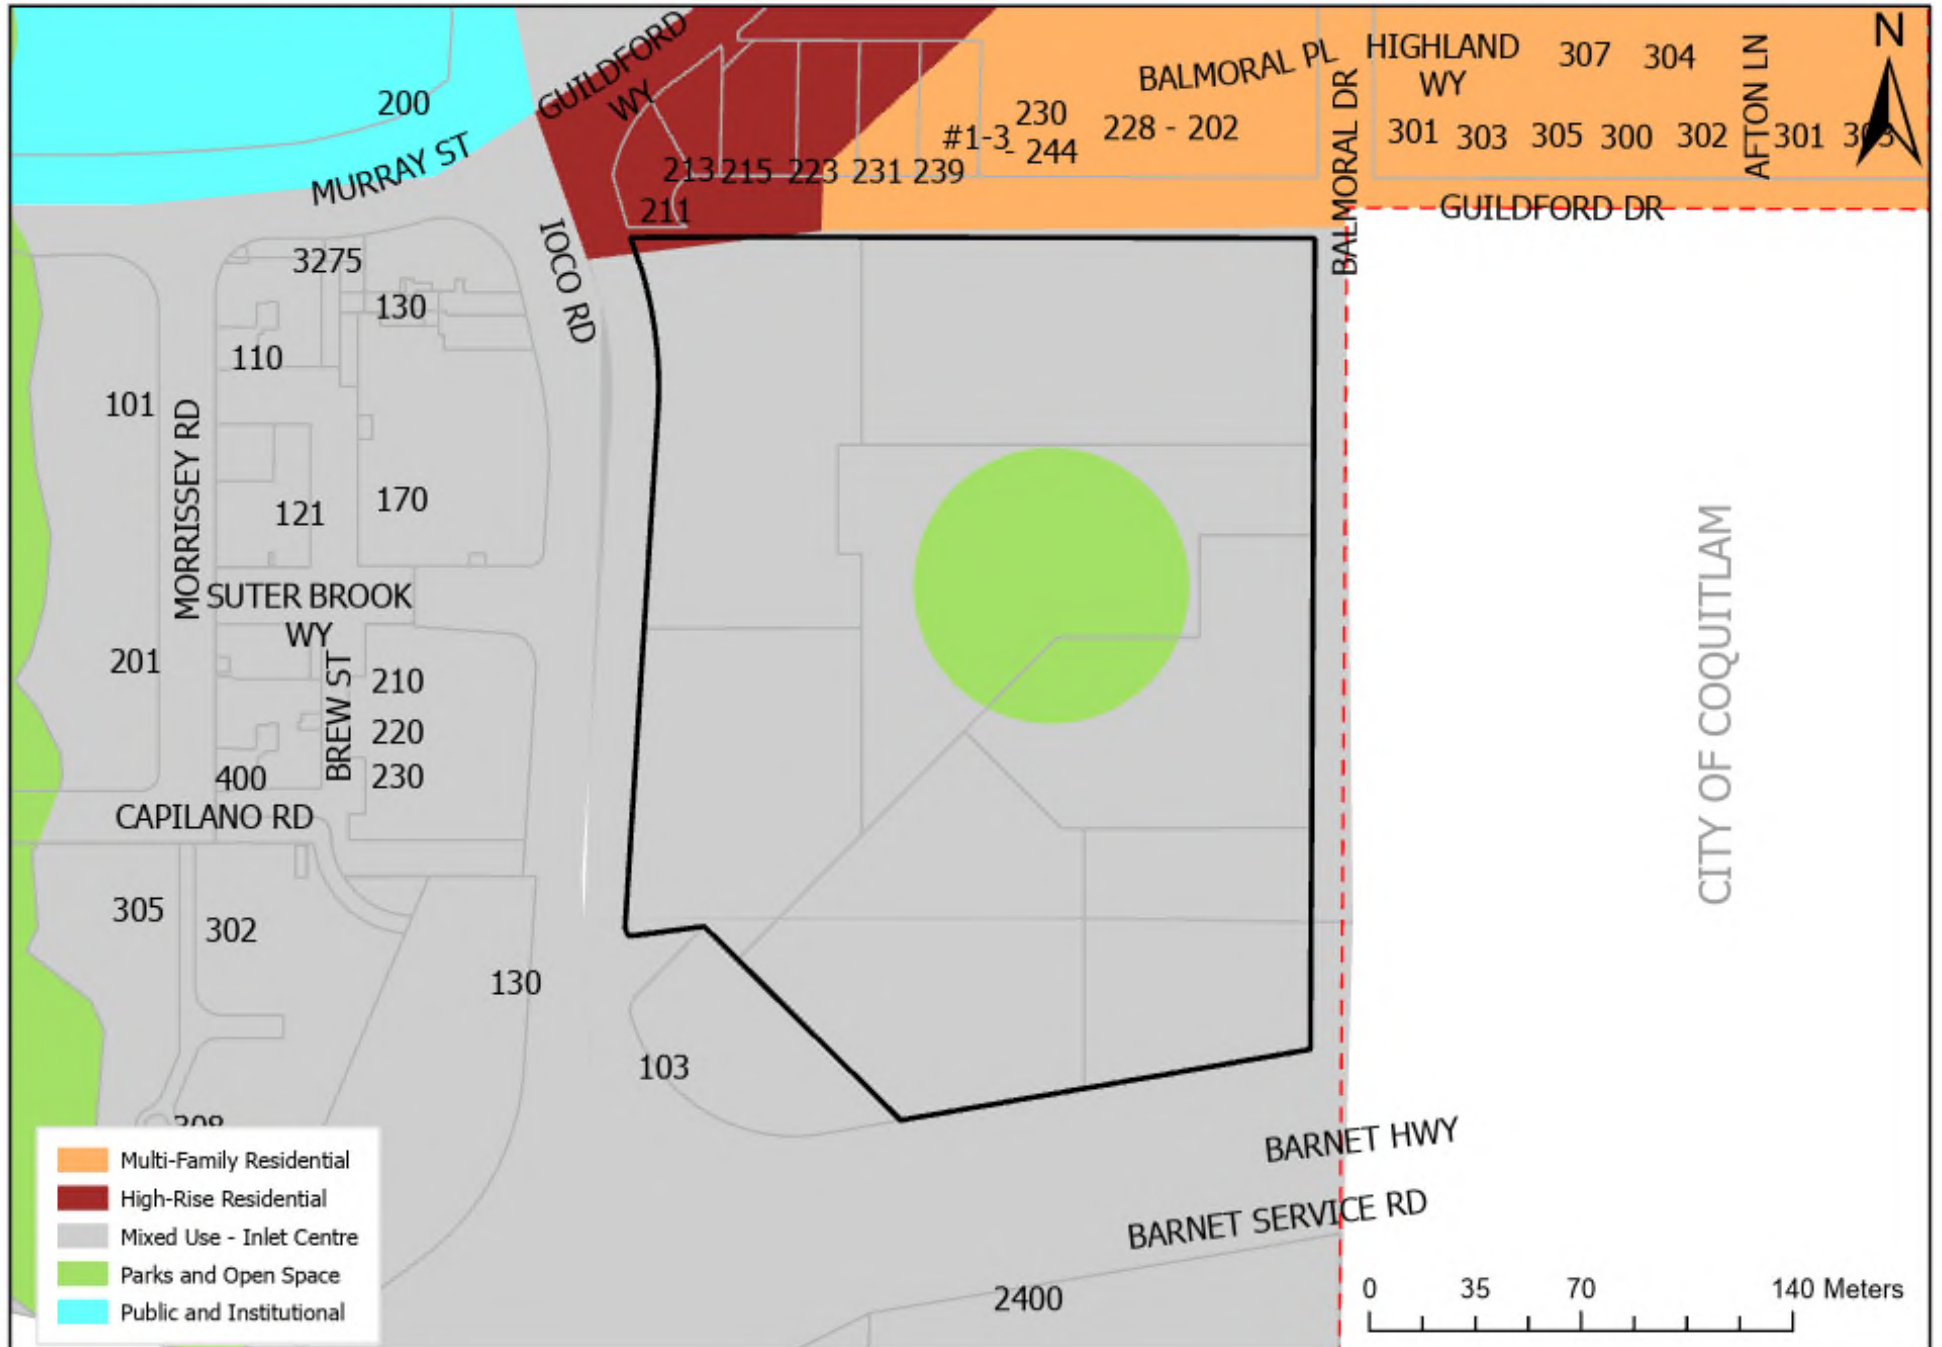 N
GUILDFORD
WY
BALMORAL PL
HIGHLAND
WY
307
304
AFTON LN
200
MURRAY ST
#1-3
230
- 244
228 - 202
BALMORAL DR
301
303
305
300
302
301
213
215
223
231
239
211
GUILDFORD DR
IOCO RD
3275
130
110
101
MORRISSEY RD
121
170
SUTER BROOK
WY
201
BREW ST
210
220
230
400
CAPILANO RD
305
302
130
103
CITY OF COQUITLAM
BARNET HWY
BARNET SERVICE RD
2400
Multi-Family Residential
High-Rise Residential
Mixed Use - Inlet Centre
Parks and Open Space
Public and Institutional
0 35 70 140 Meters